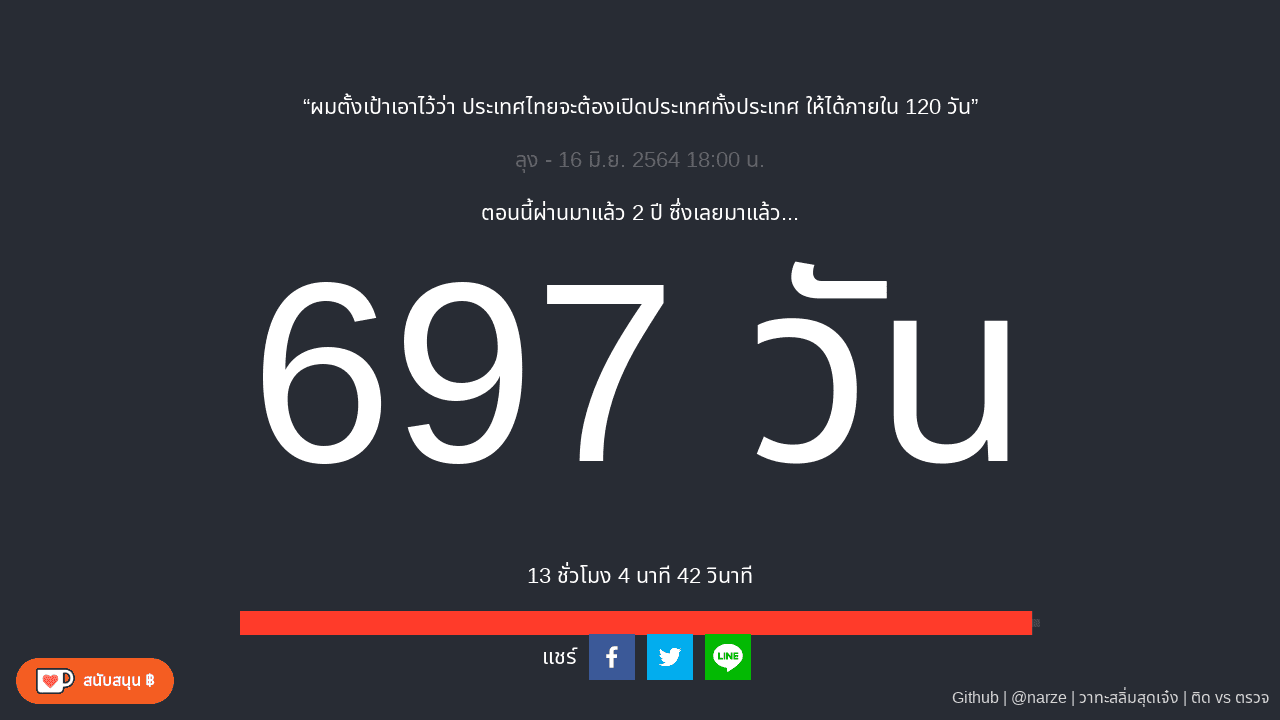 “ผมตั้งเป้าเอาไว้ว่า ประเทศไทยจะต้องเปิดประเทศทั้งประเทศ ให้ได้ภายใน 120 วัน”
ลุง - 16 มิ.ย. 2564 18:00 น.
ตอนนี้ผ่านมาแล้ว 2 ปี ซึ่งเลยมาแล้ว...
697 วัน
13 ชั่วโมง 4 นาที 42 วินาที
แชร์
LINE
สนับสนุน ฿
Github | @narze | วาทะสลิ่มสุดเจ๋ง | ติด vs ตรวจ